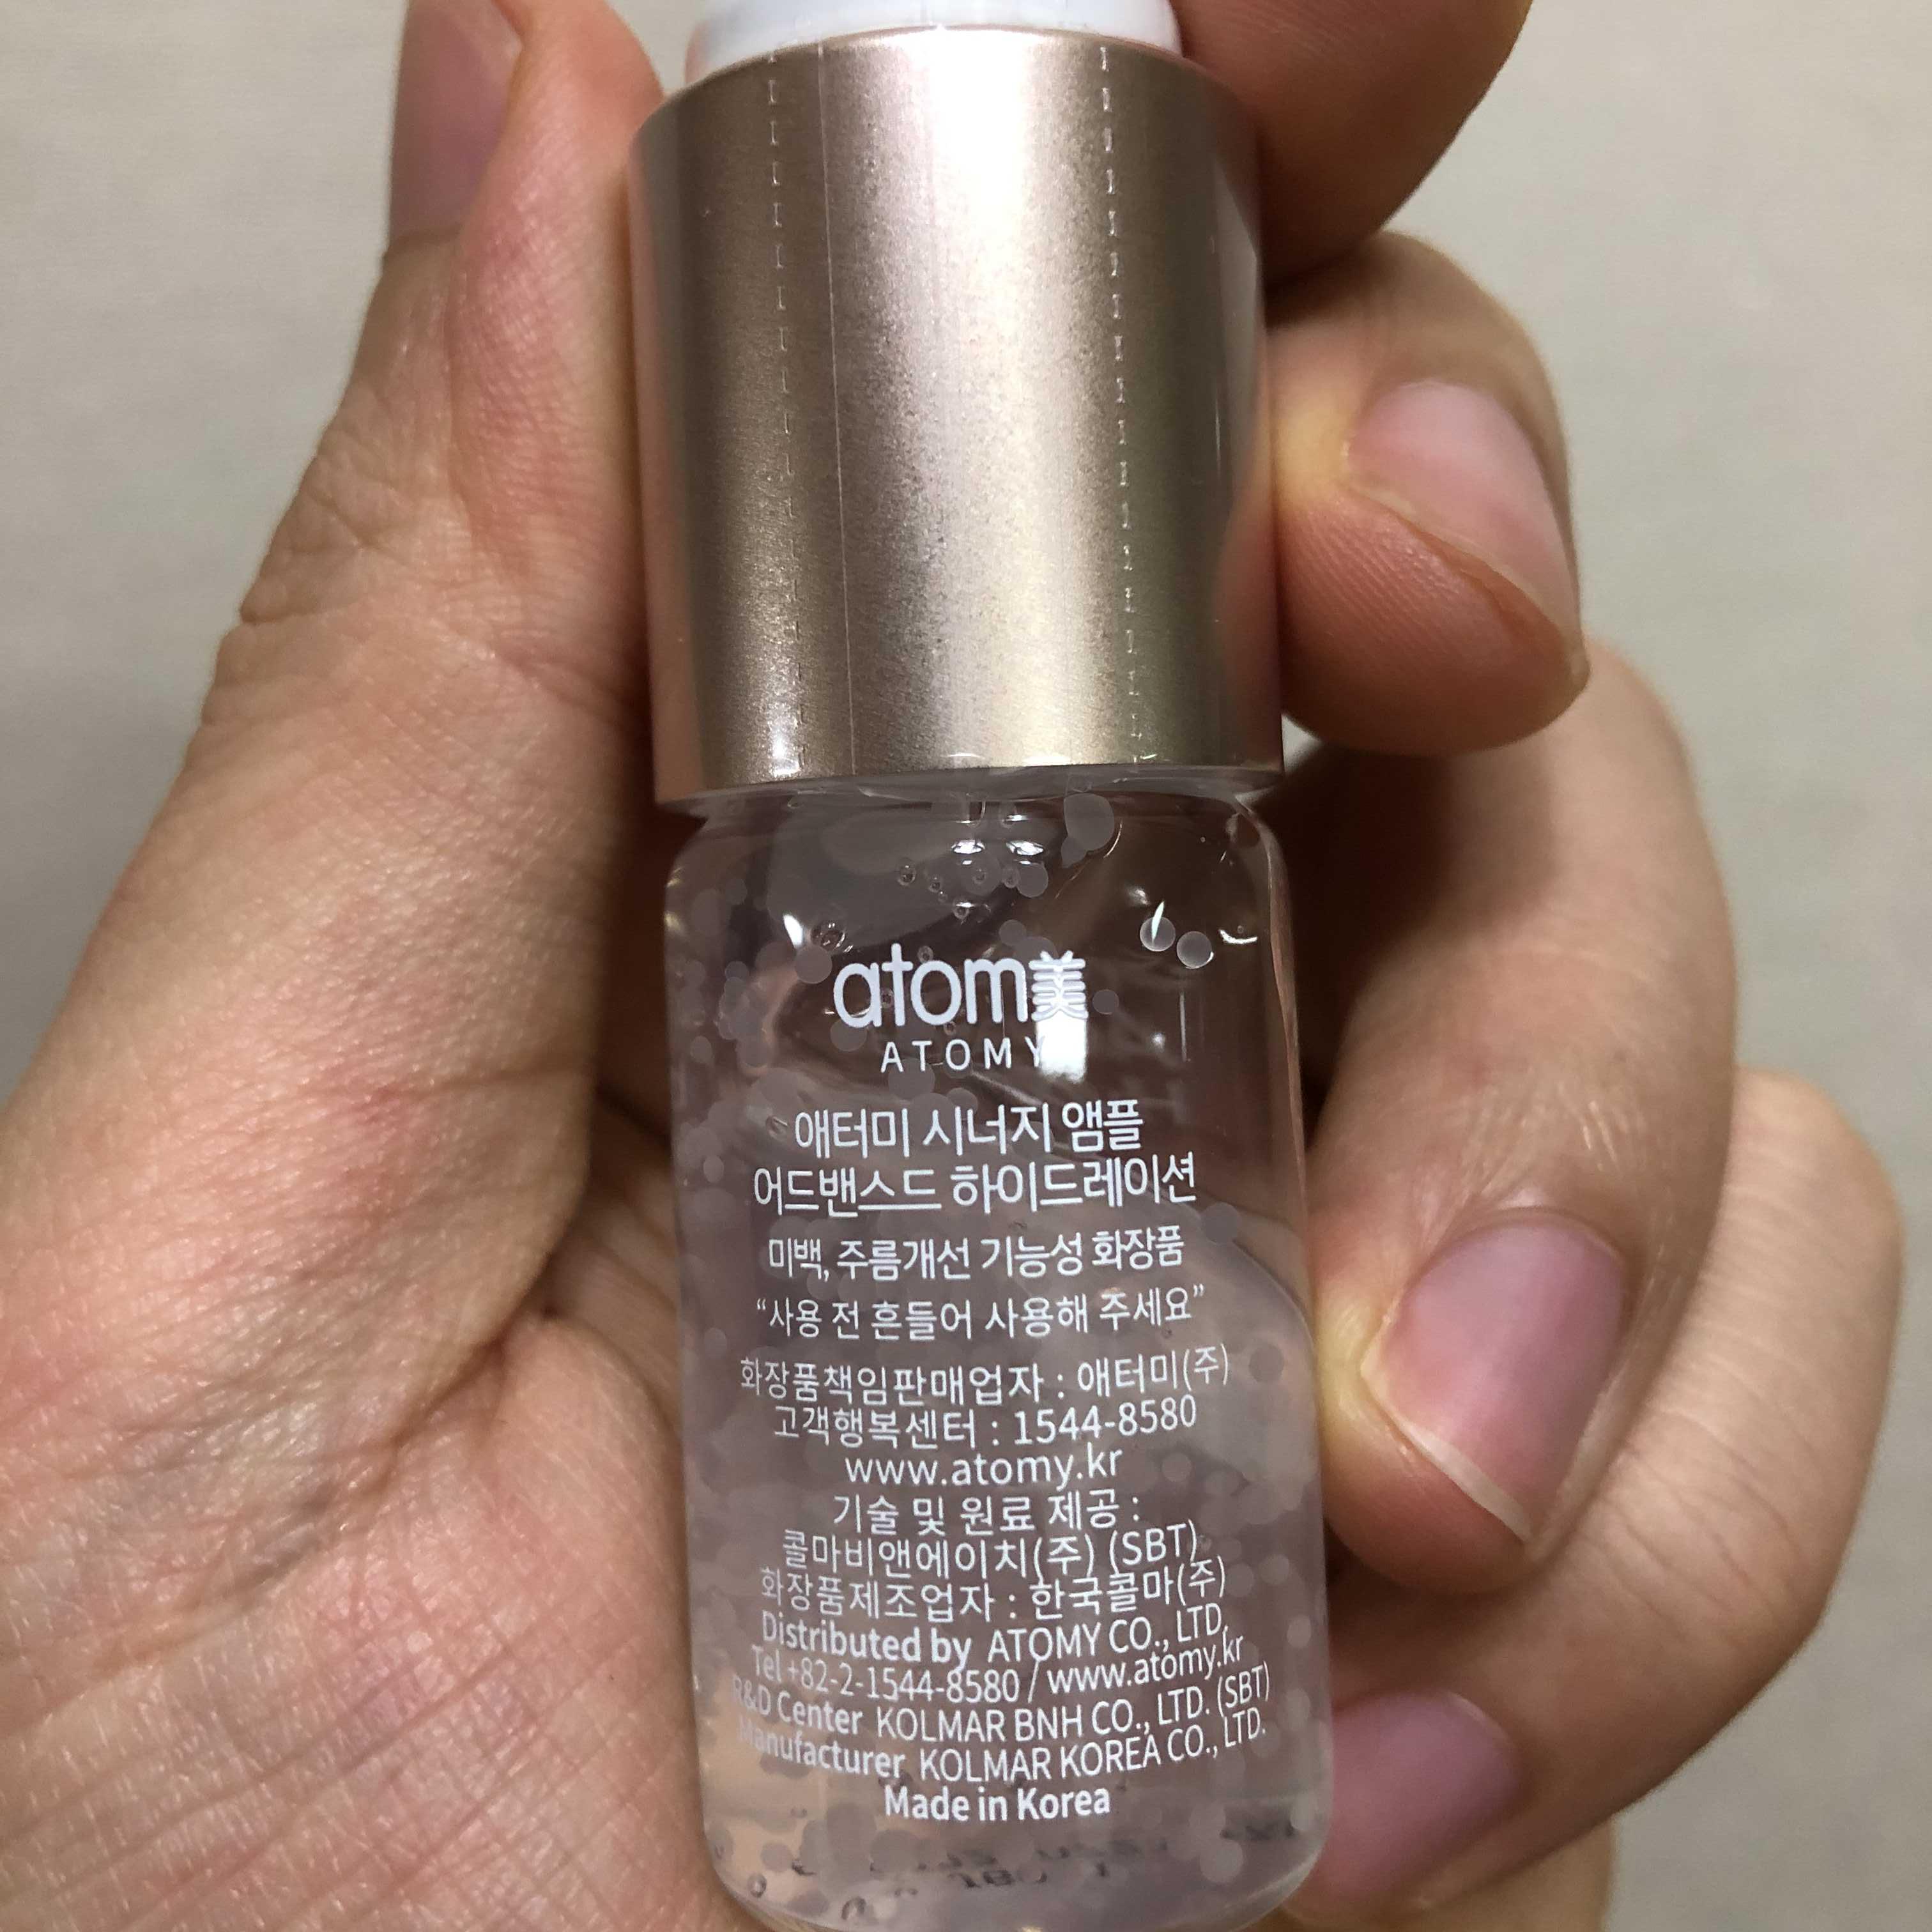 atom美
ATOMY
애터미 시너지 앰플
어드밴스드 하이드레이션
미백, 주름개선 기능성 화장품
“사용 전 흔들어 사용해 주세요”
화장품책임판매업자 : 애터미(주)
고객행복센터 : 1544-8580
www.atomy.kr
기술 및 원료 제공 :
콜마비앤에이치(주) (SBT)
화장품제조업자 : 한국콜마(주)
Distributed by ATOMY CO., LTD.
Tel +82-2-1544-8580 / www.atomy.kr
R&D Center KOLMAR BNH CO., LTD. (SBT)
Manufacturer KOLMAR KOREA CO., LTD.
Made in Korea